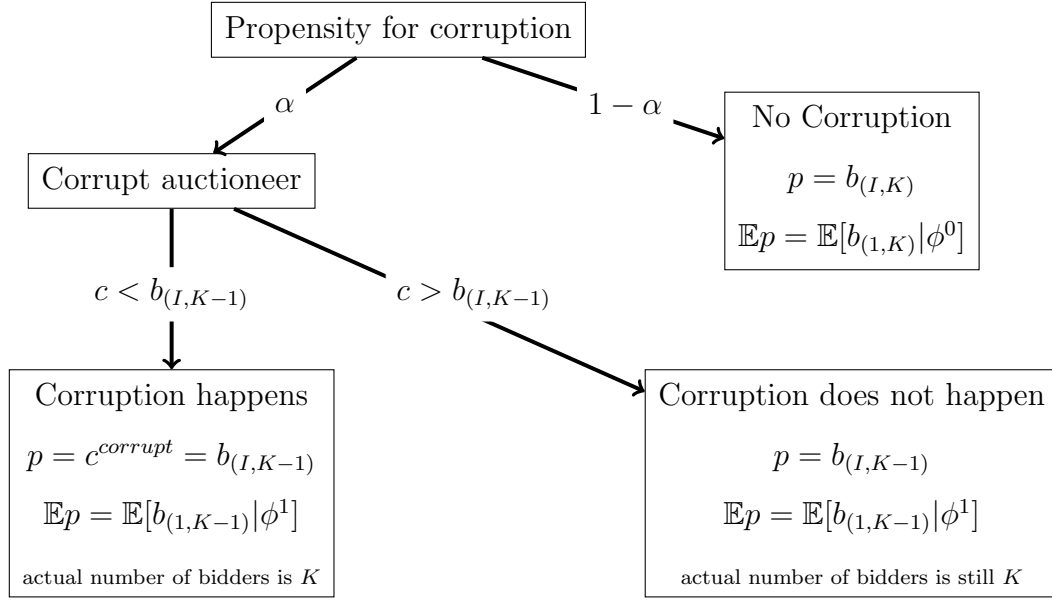 Propensity for corruption
α
1 − α
No Corruption
p = b_{(I,K)}
𝔼p = 𝔼[b_{(1,K)}|ϕ^0]
Corrupt auctioneer
c < b_{(I,K−1)}
c > b_{(I,K−1)}
Corruption happens
p = c^{corrupt} = b_{(I,K−1)}
𝔼p = 𝔼[b_{(1,K−1)}|ϕ^1]
actual number of bidders is K
Corruption does not happen
p = b_{(I,K−1)}
𝔼p = 𝔼[b_{(1,K−1)}|ϕ^1]
actual number of bidders is still K